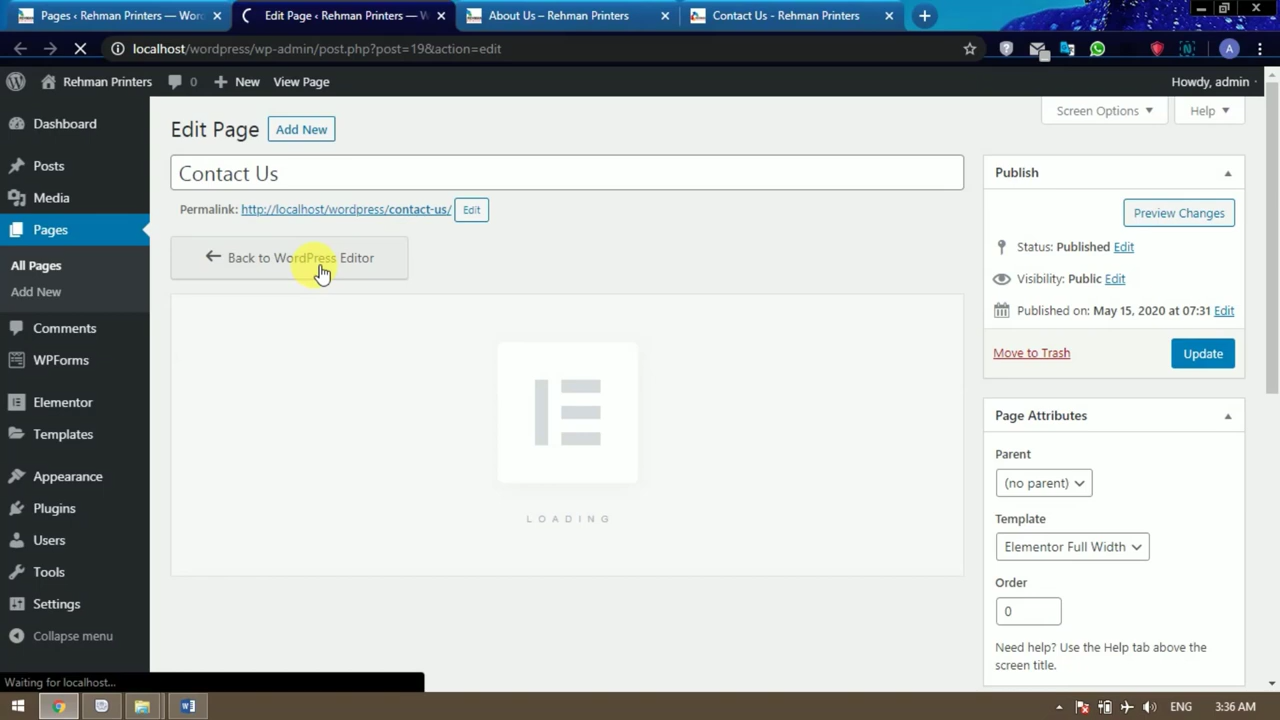 Pages ‹ Rehman Printers — Wor
Edit Page ‹ Rehman Printers — W
About Us – Rehman Printers
Contact Us - Rehman Printers
localhost/wordpress/wp-admin/post.php?post=19&action=edit
A
Rehman Printers
0
New
View Page
Howdy, admin
Dashboard
Posts
Media
Pages
All Pages
Add New
Comments
WPForms
Elementor
Templates
Appearance
Plugins
Users
Tools
Settings
Collapse menu
Screen Options
Help
Edit Page
Add New
Contact Us
Permalink: http://localhost/wordpress/contact-us/ Edit
Back to WordPress Editor
LOADING
Publish
Preview Changes
Status: Published Edit
Visibility: Public Edit
Published on: May 15, 2020 at 07:31 Edit
Move to Trash
Update
Page Attributes
Parent
(no parent)
Template
Elementor Full Width
Order
0
Need help? Use the Help tab above the
screen title.
Waiting for localhost...
ENG
3:36 AM